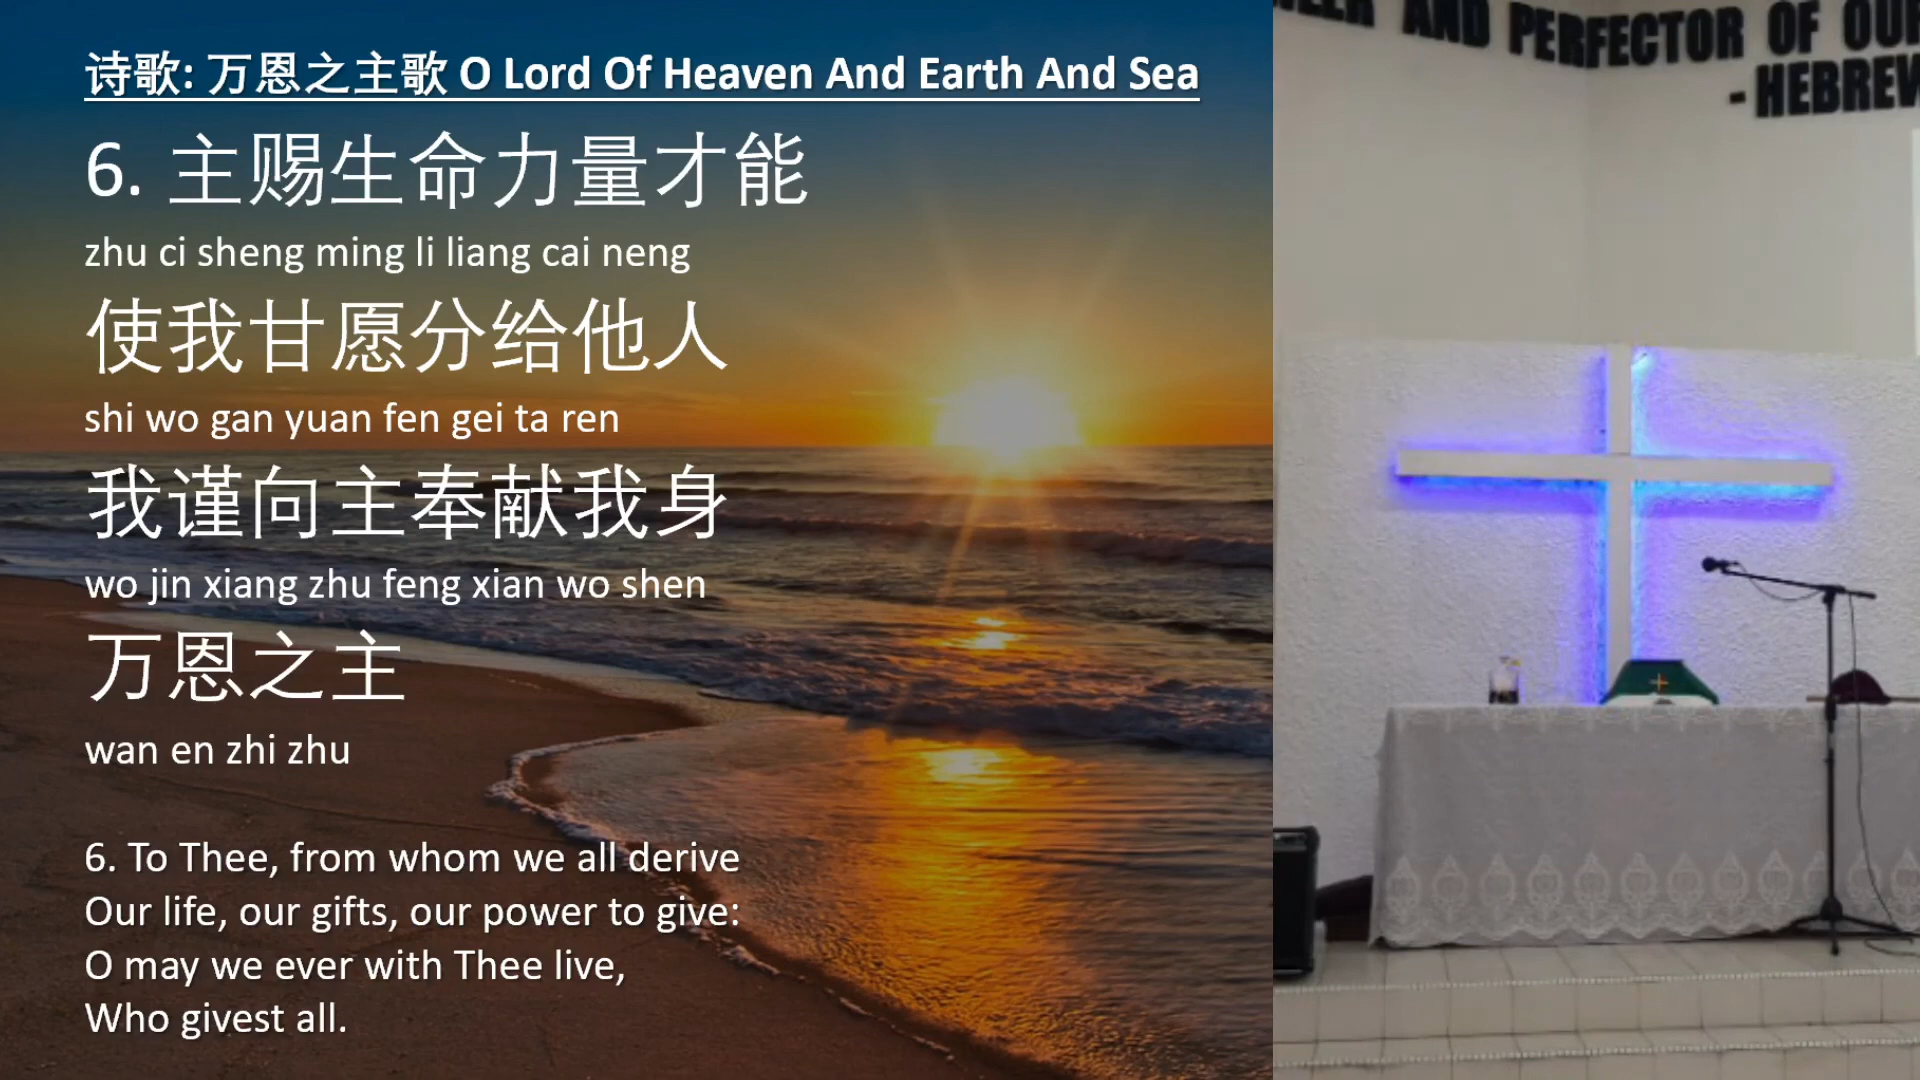 诗歌: 万恩之主歌 O Lord Of Heaven And Earth And Sea
6. 主赐生命力量才能
zhu ci sheng ming li liang cai neng
使我甘愿分给他人
shi wo gan yuan fen gei ta ren
我谨向主奉献我身
wo jin xiang zhu feng xian wo shen
万恩之主
wan en zhi zhu
6. To Thee, from whom we all derive
Our life, our gifts, our power to give:
O may we ever with Thee live,
Who givest all.
AND PERFECTOR OF
- HEBREW